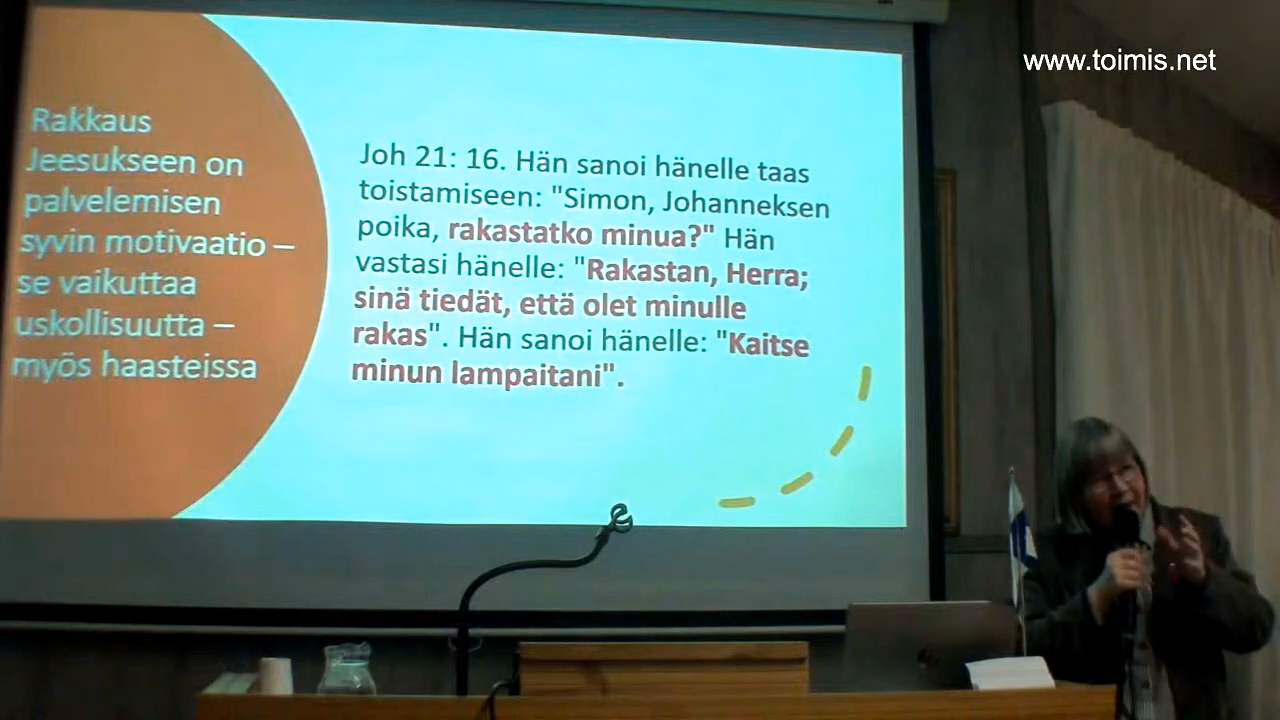 www.toimis.net
Rakkaus
Jeesukseen on
palvelemisen
syvin motivaatio –
se vaikuttaa
uskollisuutta –
myös haasteissa
Joh 21: 16. Hän sanoi hänelle taas
toistamiseen: "Simon, Johanneksen
poika, rakastatko minua?" Hän
vastasi hänelle: "Rakastan, Herra;
sinä tiedät, että olet minulle
rakas". Hän sanoi hänelle: "Kaitse
minun lampaitani".